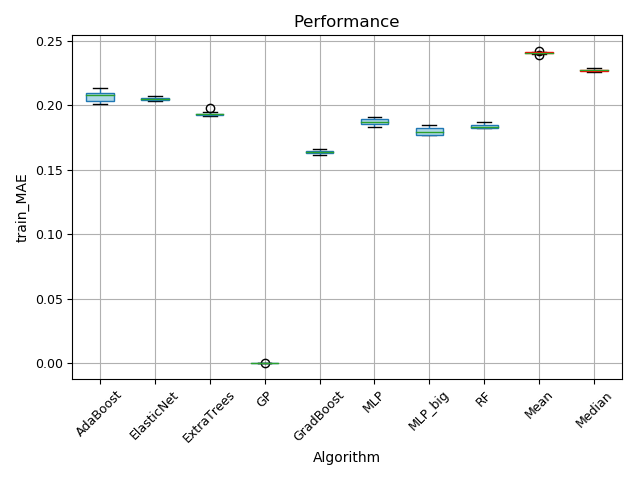 Performance
train_MAE
0.25
0.20
0.15
0.10
0.05
0.00
AdaBoost
ElasticNet
ExtraTrees
GP
GradBoost
MLP
MLP_big
RF
Mean
Median
Algorithm